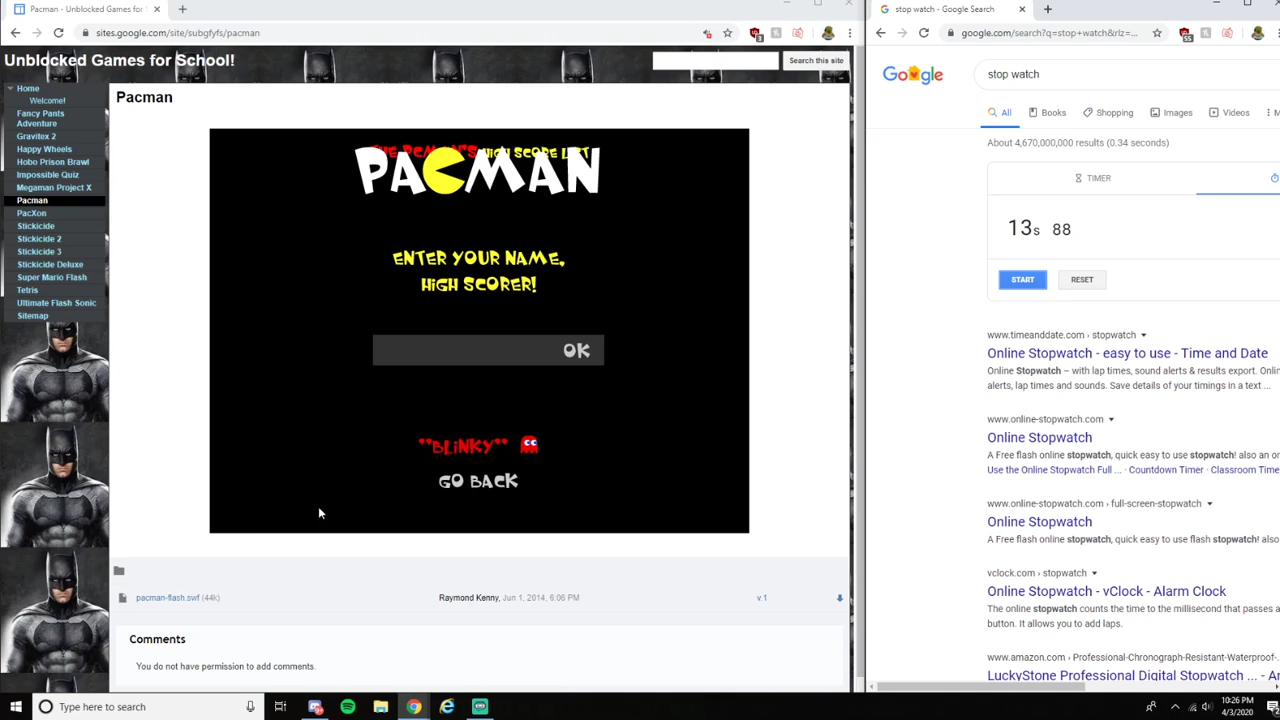 Pacman - Unblocked Games for S
stop watch - Google Search
sites.google.com/site/subgfyfs/pacman
google.com/search?q=stop+watch&rlz=...
Unblocked Games for School!
Search this site
Home
Welcome!
Fancy Pants
Adventure
Gravitex 2
Happy Wheels
Hobo Prison Brawl
Impossible Quiz
Megaman Project X
Pacman
PacXon
Stickicide
Stickicide 2
Stickicide 3
Stickicide Deluxe
Super Mario Flash
Tetris
Ultimate Flash Sonic
Sitemap
Pacman
HIGH SCORE LIST
PACMAN
ENTER YOUR NAME,
HIGH SCORER!
OK
"BLINKY"
GO BACK
pacman-flash.swf (44k)
Raymond Kenny, Jun 1, 2014, 6:06 PM
v.1
Comments
You do not have permission to add comments.
Google
stop watch
All
Books
Shopping
Images
Videos
M
About 4,670,000,000 results (0.34 seconds)
TIMER
13s 88
START
RESET
www.timeanddate.com › stopwatch
Online Stopwatch - easy to use - Time and Date
Online Stopwatch – with lap times, sound alerts & results export. Onli
alerts, lap times and sounds. Save details of your timings in a text ...
www.online-stopwatch.com
Online Stopwatch
A Free flash online stopwatch, quick easy to use stopwatch! also an on
Use the Online Stopwatch Full ... · Countdown Timer · Classroom Timer
www.online-stopwatch.com › full-screen-stopwatch
Online Stopwatch
A Free flash online stopwatch, quick easy to use flash stopwatch! also
vclock.com › stopwatch
Online Stopwatch - vClock - Alarm Clock
The online stopwatch counts the time to the millisecond that passes a
button. It allows you to add laps.
www.amazon.com › Professional-Chronograph-Resistant-Waterproof-
LuckyStone Professional Digital Stopwatch ... - An
Type here to search
10:26 PM
4/3/2020